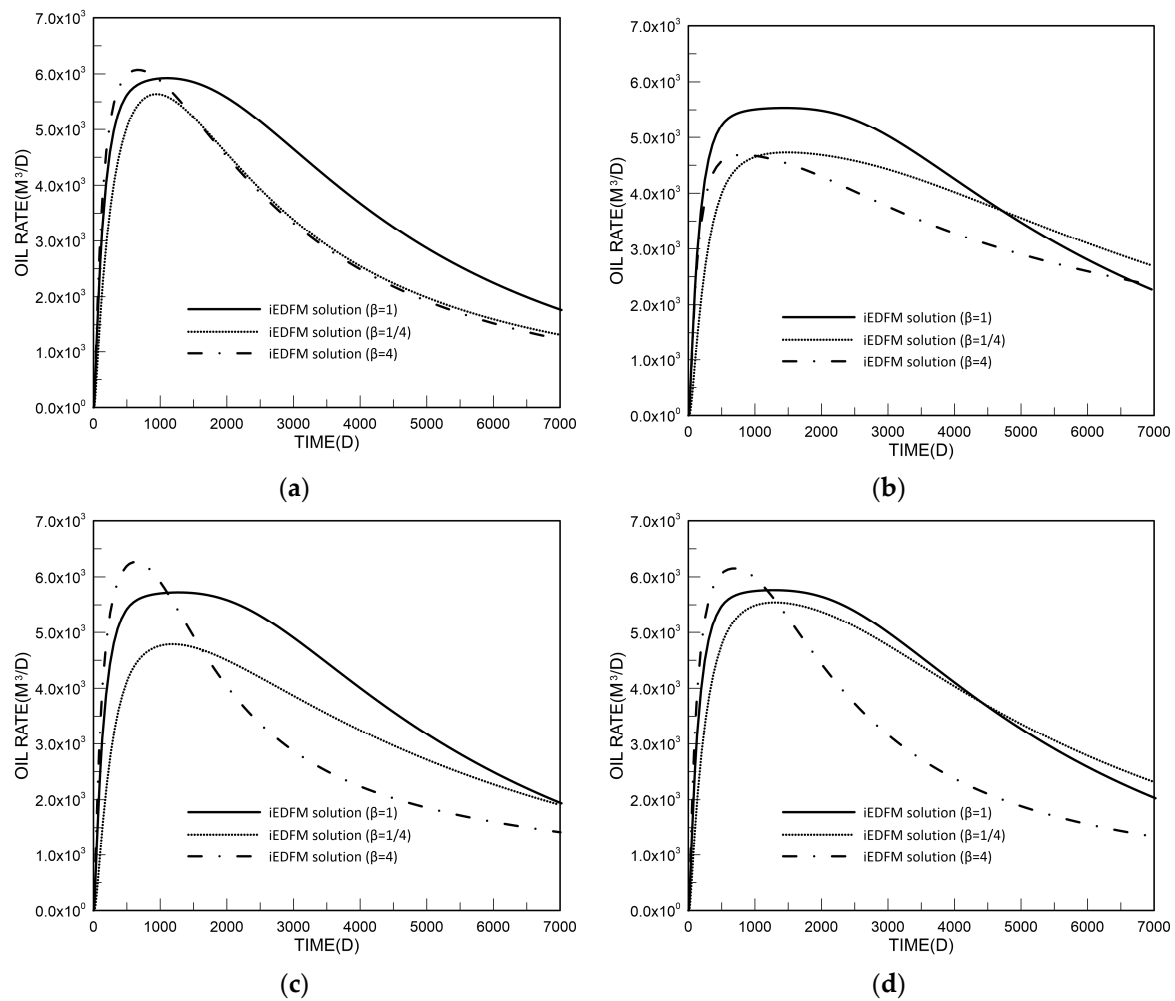 7.0x10³
6.0x10³
5.0x10³
4.0x10³
3.0x10³
2.0x10³
1.0x10³
0.0x10⁰
OIL RATE(M³/D)
iEDFM solution (β=1)
iEDFM solution (β=1/4)
iEDFM solution (β=4)
0 1000 2000 3000 4000 5000 6000 7000
TIME(D)
(a)
7.0x10³
6.0x10³
5.0x10³
4.0x10³
3.0x10³
2.0x10³
1.0x10³
0.0x10⁰
OIL RATE(M³/D)
iEDFM solution (β=1)
iEDFM solution (β=1/4)
iEDFM solution (β=4)
0 1000 2000 3000 4000 5000 6000 7000
TIME(D)
(b)
7.0x10³
6.0x10³
5.0x10³
4.0x10³
3.0x10³
2.0x10³
1.0x10³
0.0x10⁰
OIL RATE(M³/D)
iEDFM solution (β=1)
iEDFM solution (β=1/4)
iEDFM solution (β=4)
0 1000 2000 3000 4000 5000 6000 7000
TIME(D)
(c)
7.0x10³
6.0x10³
5.0x10³
4.0x10³
3.0x10³
2.0x10³
1.0x10³
0.0x10⁰
OIL RATE(M³/D)
iEDFM solution (β=1)
iEDFM solution (β=1/4)
iEDFM solution (β=4)
0 1000 2000 3000 4000 5000 6000 7000
TIME(D)
(d)